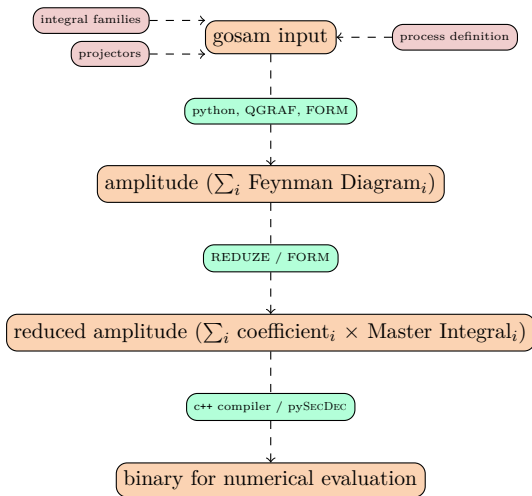 integral families
projectors
gosam input
process definition
python, QGRAF, FORM
amplitude (∑ᵢ Feynman Diagramᵢ)
REDUZE / FORM
reduced amplitude (∑ᵢ coefficientᵢ × Master Integralᵢ)
c++ compiler / pySECDEC
binary for numerical evaluation